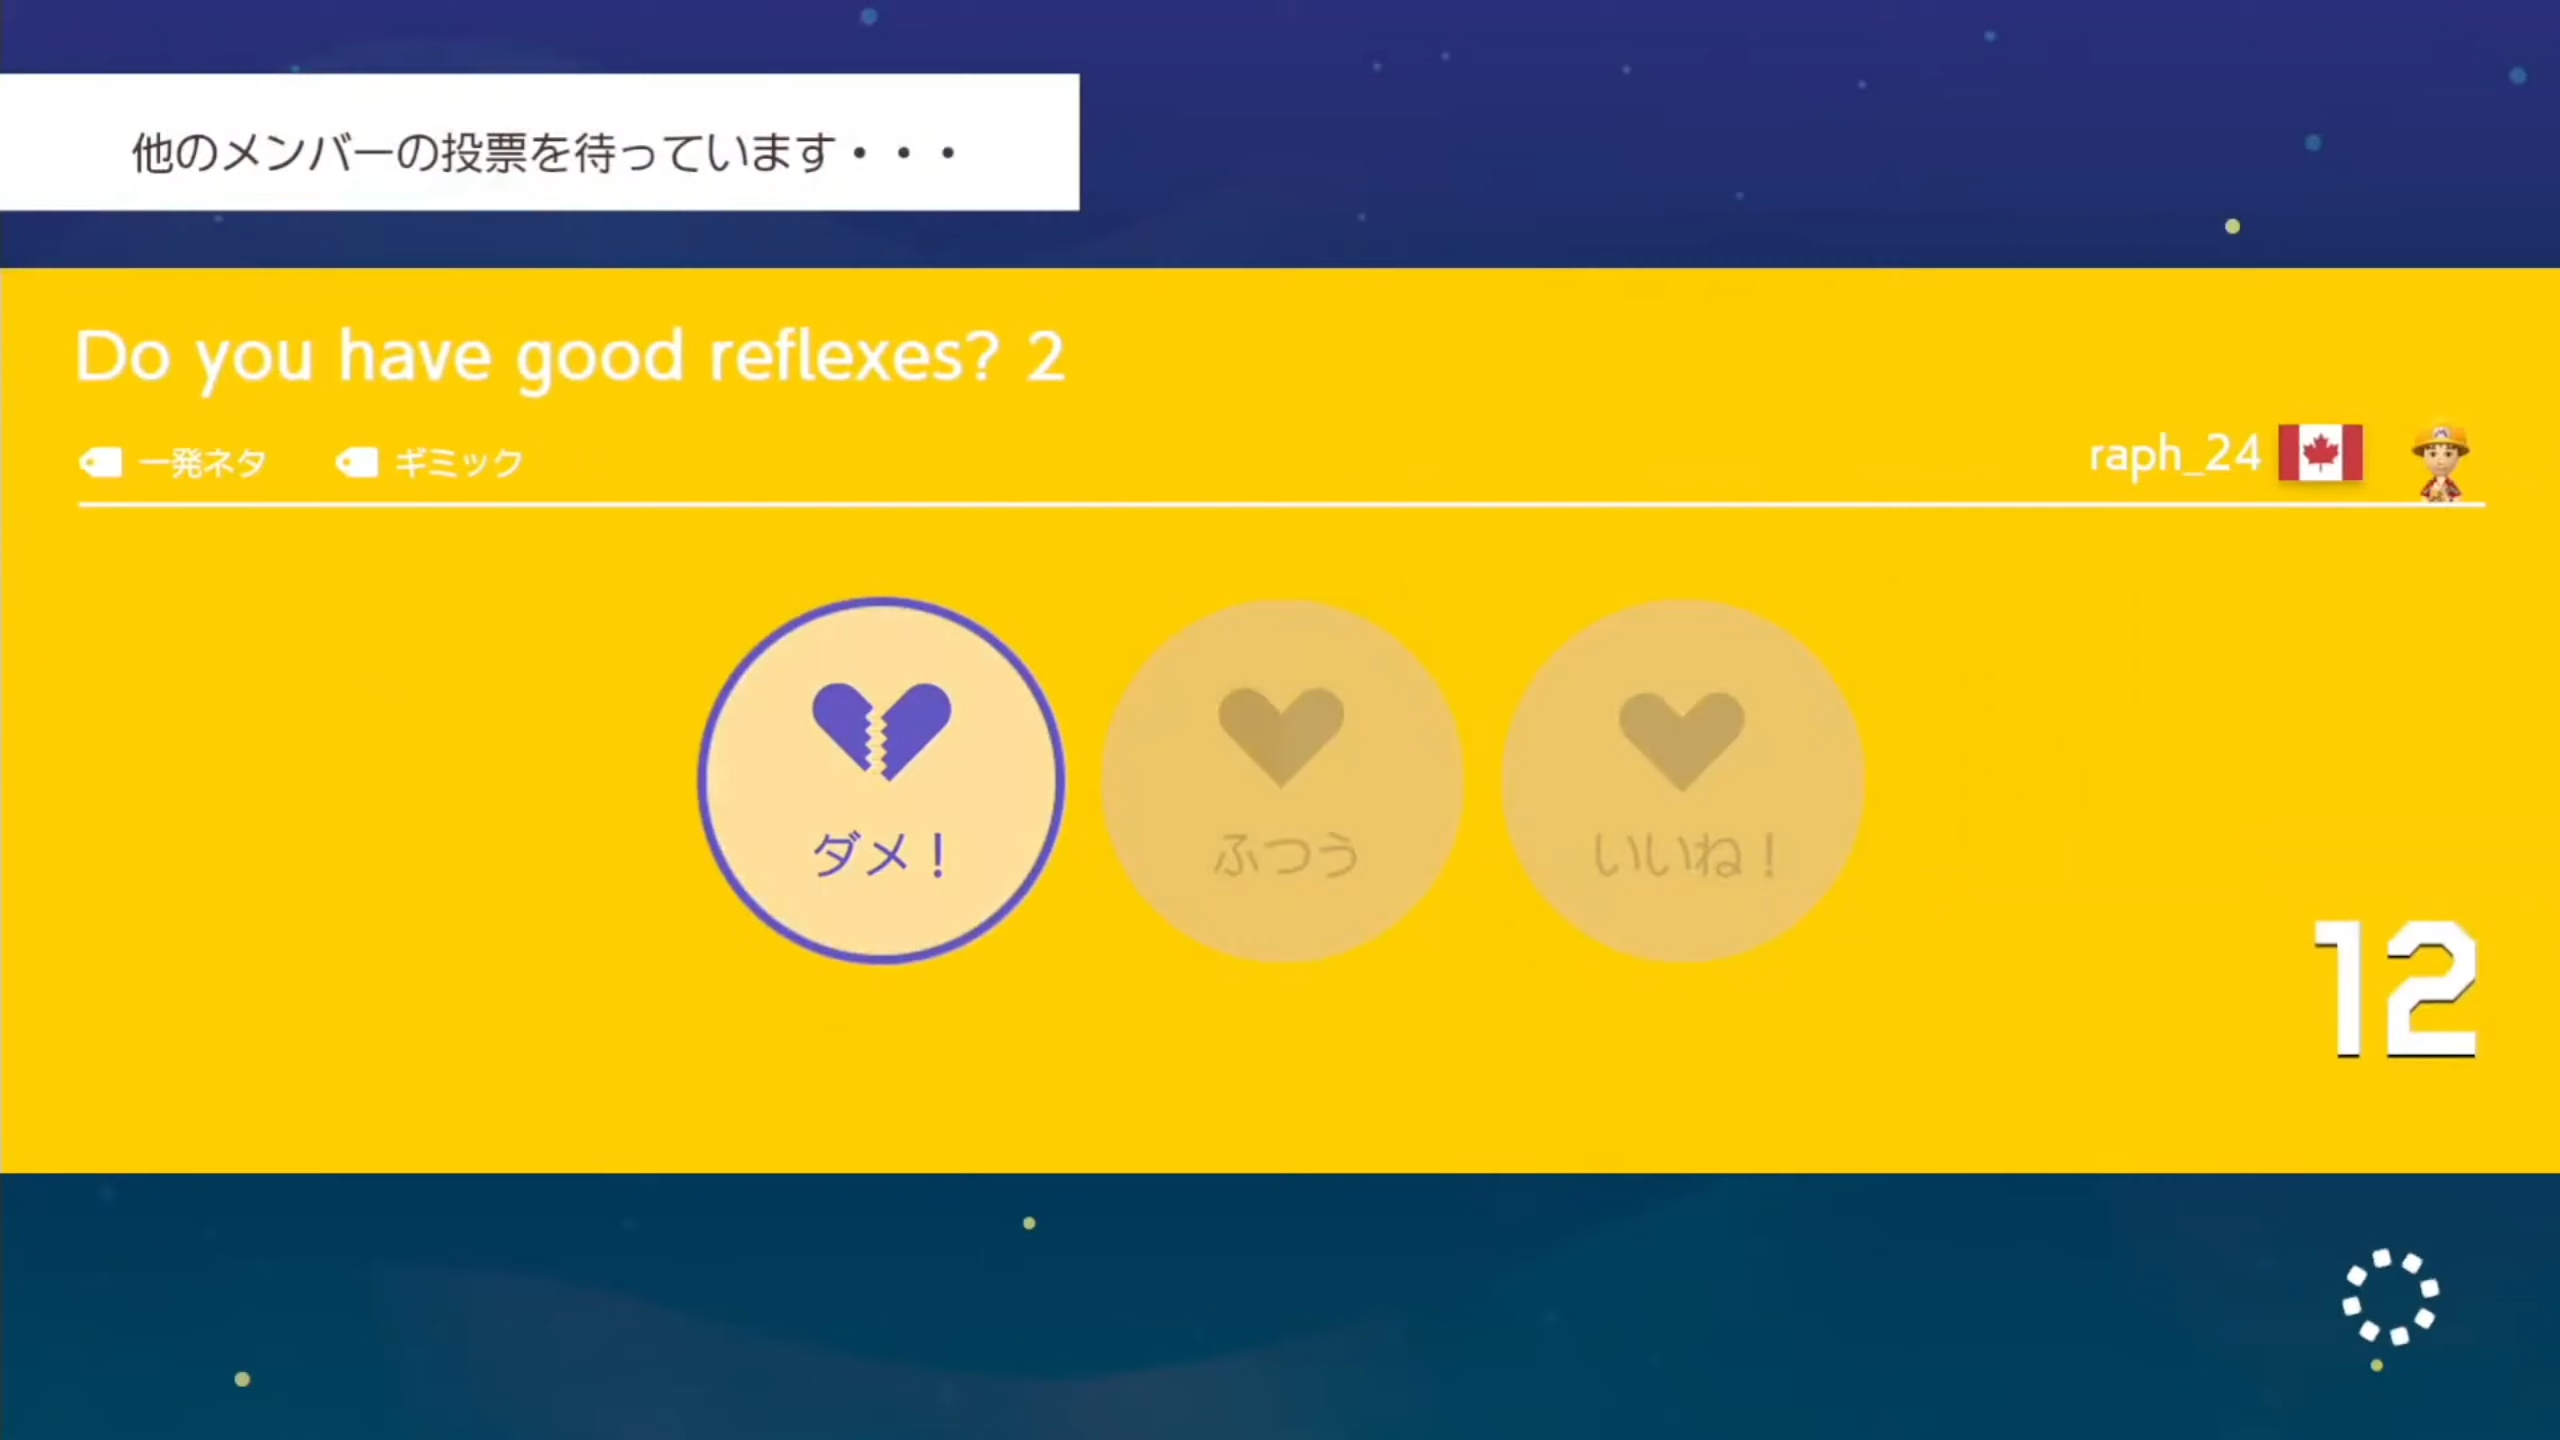 他のメンバーの投票を待っています・・・
Do you have good reflexes? 2
一発ネタ ギミック
raph_24
ダメ！ ふつう いいね！
12